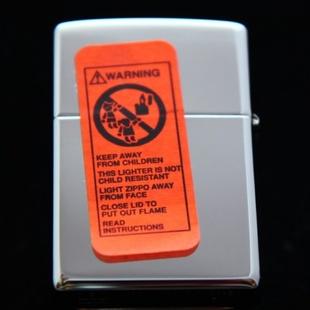 WARNING
KEEP AWAY
FROM CHILDREN
THIS LIGHTER IS NOT
CHILD RESISTANT
LIGHT ZIPPO AWAY
FROM FACE
CLOSE LID TO
PUT OUT FLAME
READ
INSTRUCTIONS